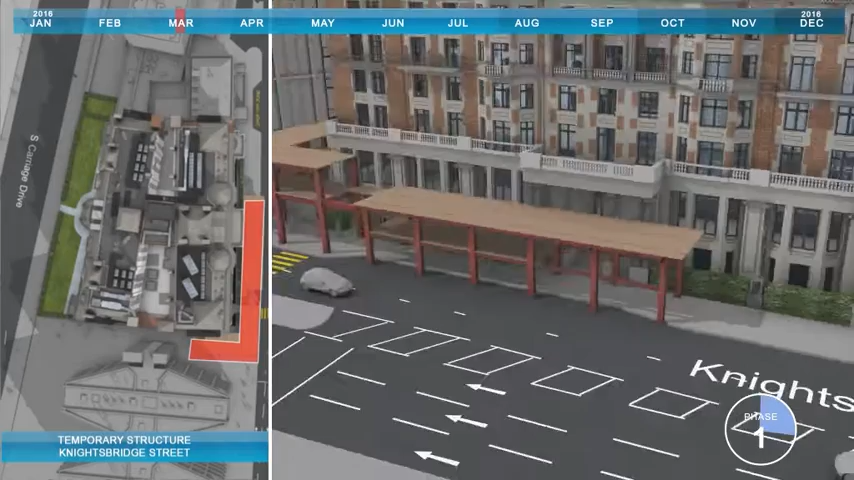 2016
JAN FEB MAR APR MAY JUN JUL AUG SEP OCT NOV
2016
DEC
S Carriage Drive
Knights
PHASE
1
TEMPORARY STRUCTURE
KNIGHTSBRIDGE STREET